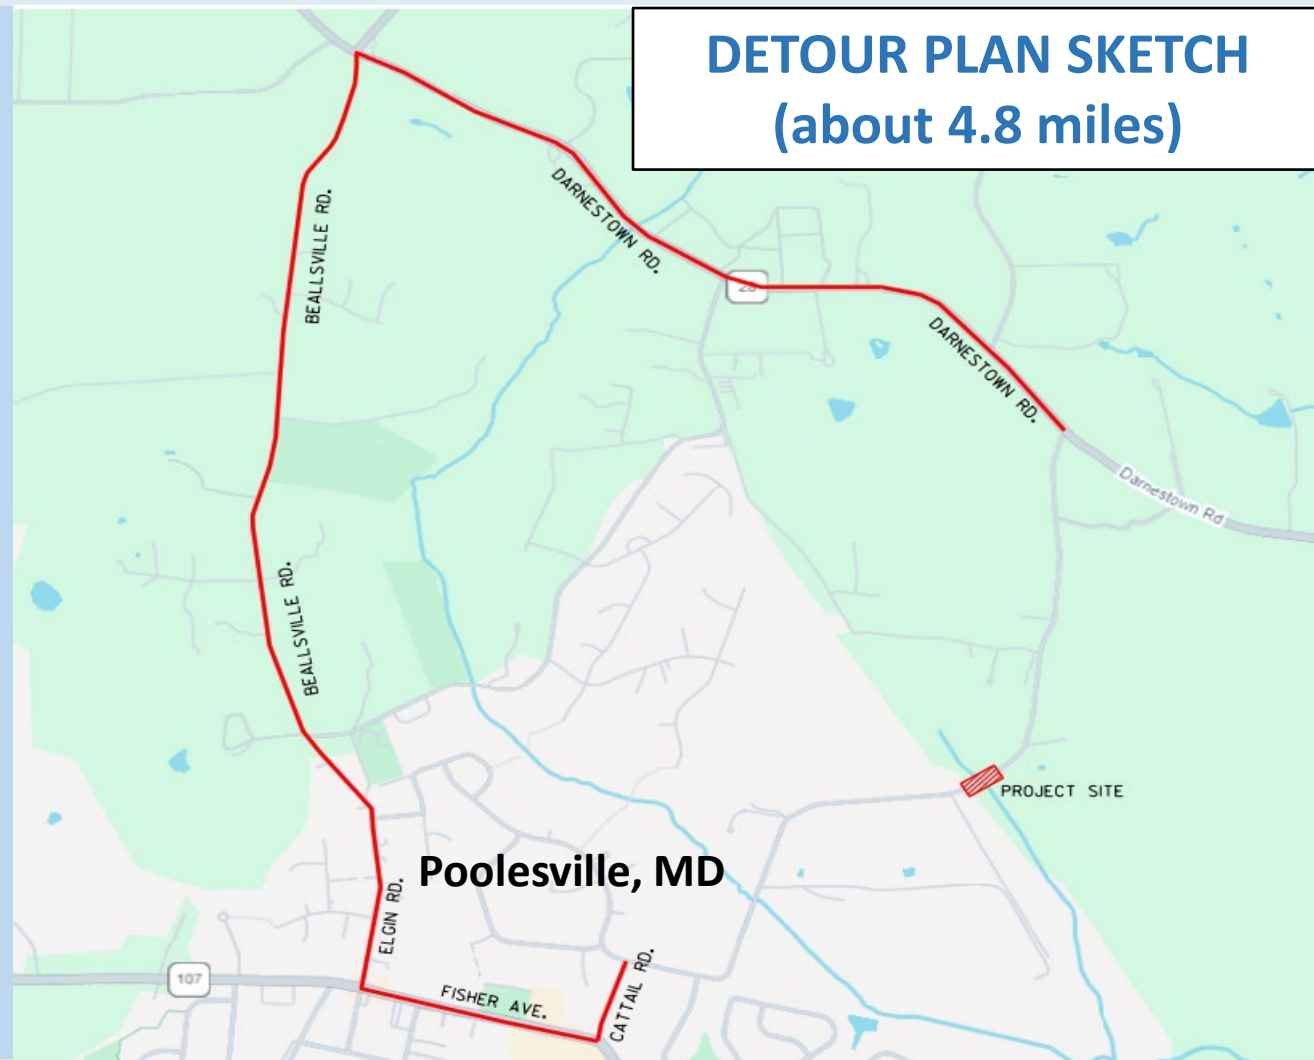 DETOUR PLAN SKETCH
(about 4.8 miles)
BEALLSVILLE RD.
DARNESTOWN RD.
28
DARNESTOWN RD.
Darnestown Rd
BEALLSVILLE RD.
PROJECT SITE
Poolesville, MD
ELGIN RD.
107
FISHER AVE.
CATTAIL RD.